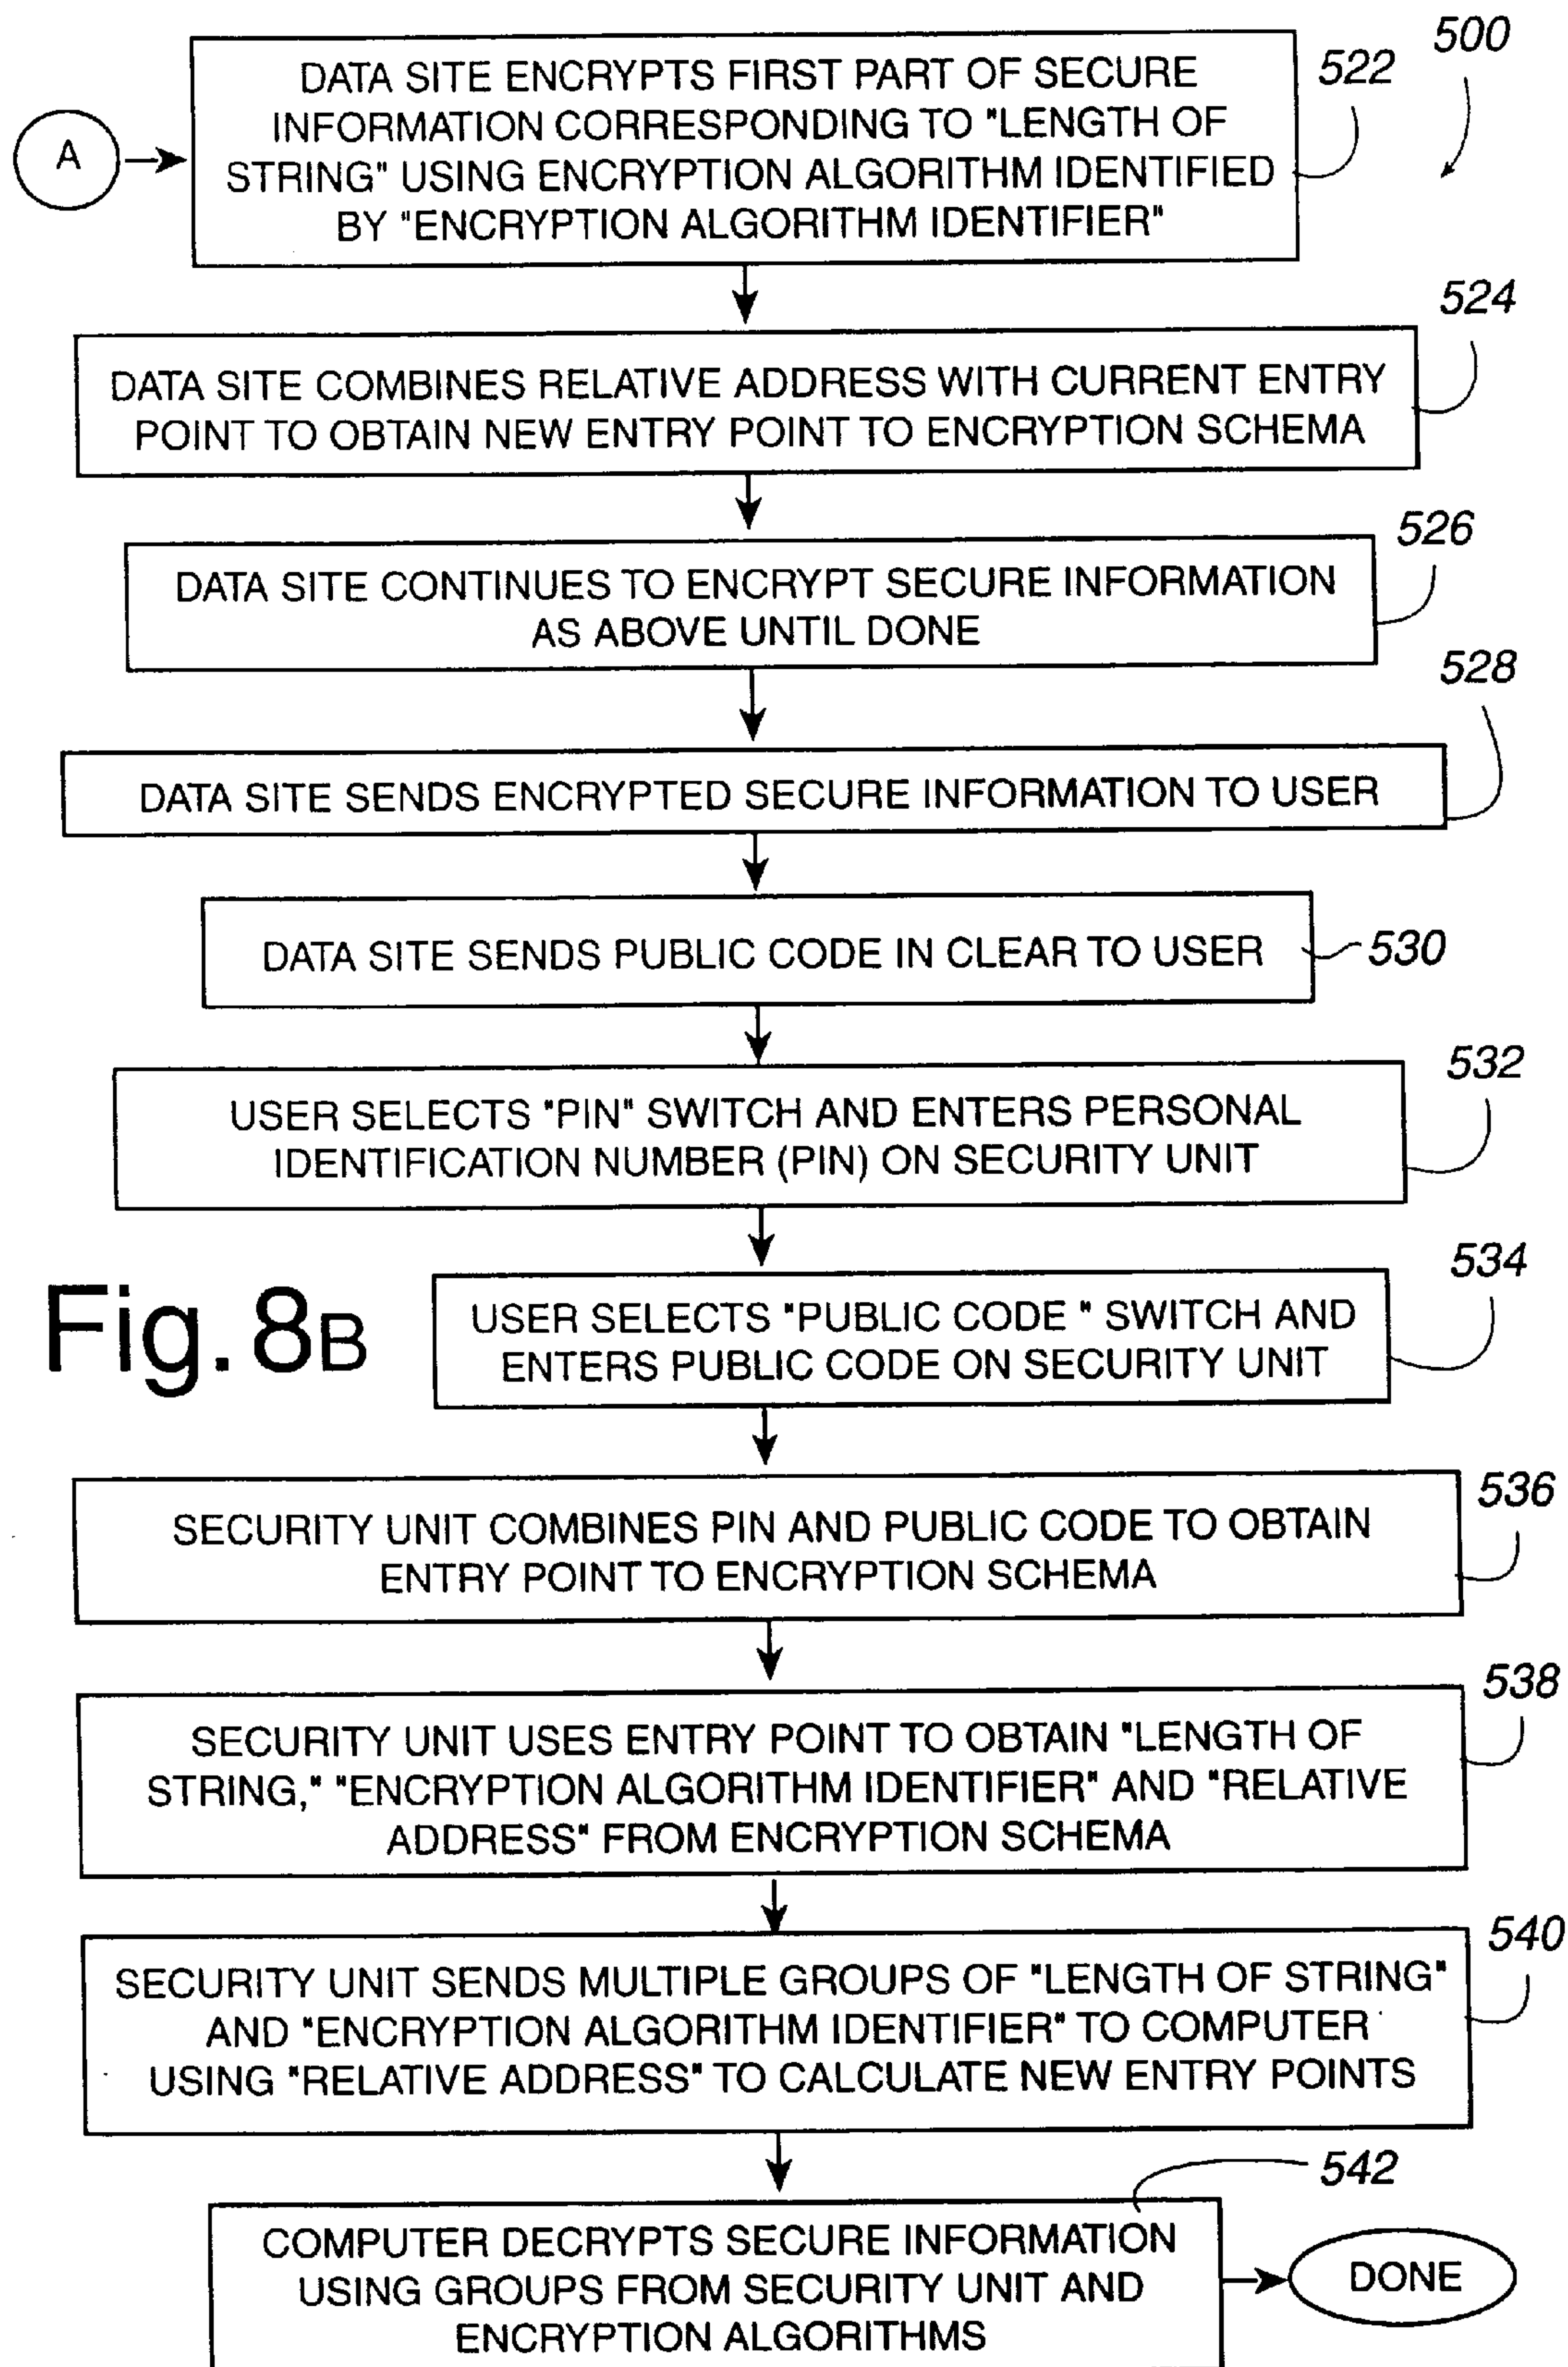 500
522
A
DATA SITE ENCRYPTS FIRST PART OF SECURE
INFORMATION CORRESPONDING TO "LENGTH OF
STRING" USING ENCRYPTION ALGORITHM IDENTIFIED
BY "ENCRYPTION ALGORITHM IDENTIFIER"
524
DATA SITE COMBINES RELATIVE ADDRESS WITH CURRENT ENTRY
POINT TO OBTAIN NEW ENTRY POINT TO ENCRYPTION SCHEMA
526
DATA SITE CONTINUES TO ENCRYPT SECURE INFORMATION
AS ABOVE UNTIL DONE
528
DATA SITE SENDS ENCRYPTED SECURE INFORMATION TO USER
DATA SITE SENDS PUBLIC CODE IN CLEAR TO USER
530
532
USER SELECTS "PIN" SWITCH AND ENTERS PERSONAL
IDENTIFICATION NUMBER (PIN) ON SECURITY UNIT
534
Fig. 8B
USER SELECTS "PUBLIC CODE " SWITCH AND
ENTERS PUBLIC CODE ON SECURITY UNIT
536
SECURITY UNIT COMBINES PIN AND PUBLIC CODE TO OBTAIN
ENTRY POINT TO ENCRYPTION SCHEMA
538
SECURITY UNIT USES ENTRY POINT TO OBTAIN "LENGTH OF
STRING," "ENCRYPTION ALGORITHM IDENTIFIER" AND "RELATIVE
ADDRESS" FROM ENCRYPTION SCHEMA
540
SECURITY UNIT SENDS MULTIPLE GROUPS OF "LENGTH OF STRING"
AND "ENCRYPTION ALGORITHM IDENTIFIER" TO COMPUTER
USING "RELATIVE ADDRESS" TO CALCULATE NEW ENTRY POINTS
542
COMPUTER DECRYPTS SECURE INFORMATION
USING GROUPS FROM SECURITY UNIT AND
ENCRYPTION ALGORITHMS
DONE